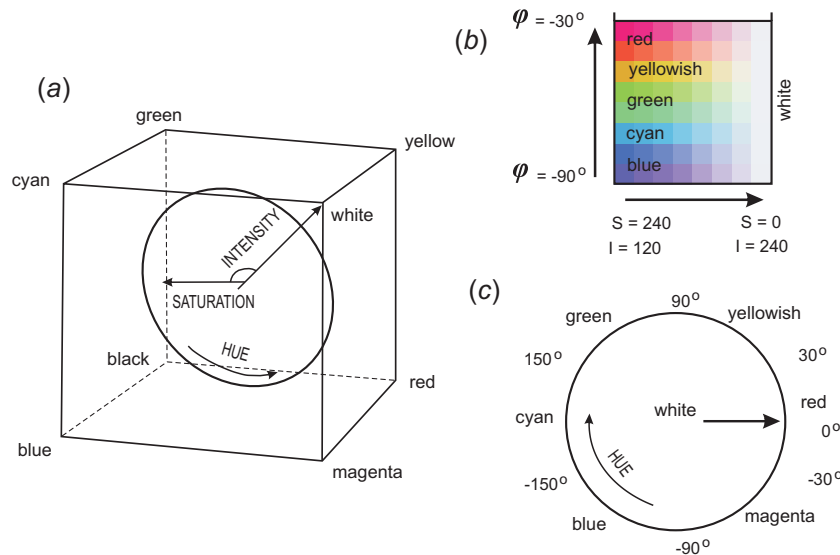 (a)
green
yellow
cyan
white
INTENSITY
SATURATION
HUE
black
red
blue
magenta
(b)
φ = -30°
red
yellowish
green
cyan
blue
white
φ = -90°
S = 240 S = 0
I = 120 I = 240
(c)
90°
green yellowish
150° 30°
red
cyan white 0°
-150° HUE -30°
blue magenta
-90°